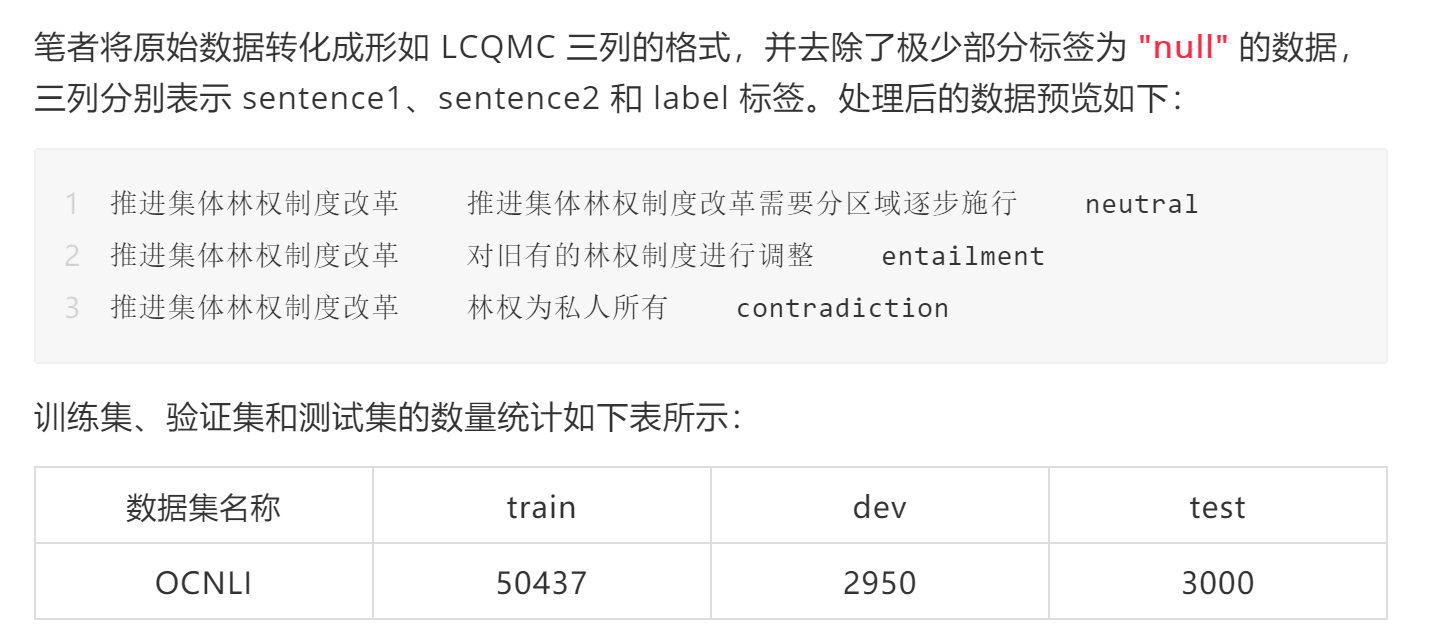 笔者将原始数据转化成形如 LCQMC 三列的格式，并去除了极少部分标签为 "null" 的数据，
三列分别表示 sentence1、sentence2 和 label 标签。处理后的数据预览如下：
1 推进集体林权制度改革 推进集体林权制度改革需要分区域逐步施行 neutral
2 推进集体林权制度改革 对旧有的林权制度进行调整 entailment
3 推进集体林权制度改革 林权为私人所有 contradiction
训练集、验证集和测试集的数量统计如下表所示：
数据集名称 train dev test
OCNLI 50437 2950 3000